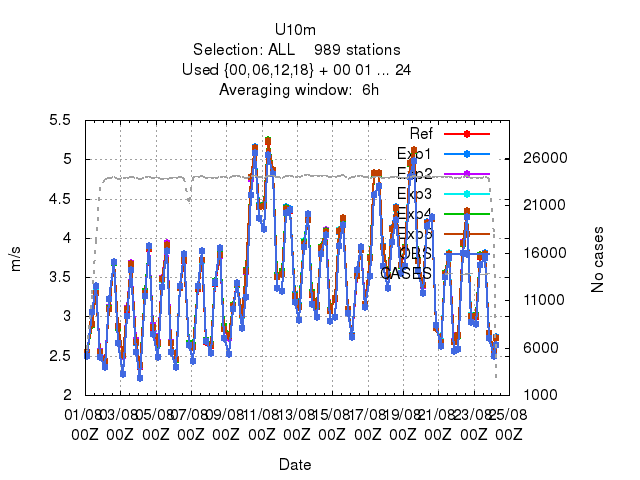 U10m
Selection: ALL 989 stations
Used {00,06,12,18} + 00 01 ... 24
Averaging window: 6h
5.5
5
4.5
4
3.5
3
2.5
2
m/s
Ref
Exp1
Exp2
Exp3
Exp4
Exp5
OBS
CASES
26000
21000
16000
11000
6000
1000
No cases
01/08 03/08 05/08 07/08 09/08 11/08 13/08 15/08 17/08 19/08 21/08 23/08 25/08
00Z 00Z 00Z 00Z 00Z 00Z 00Z 00Z 00Z 00Z 00Z 00Z 00Z
Date